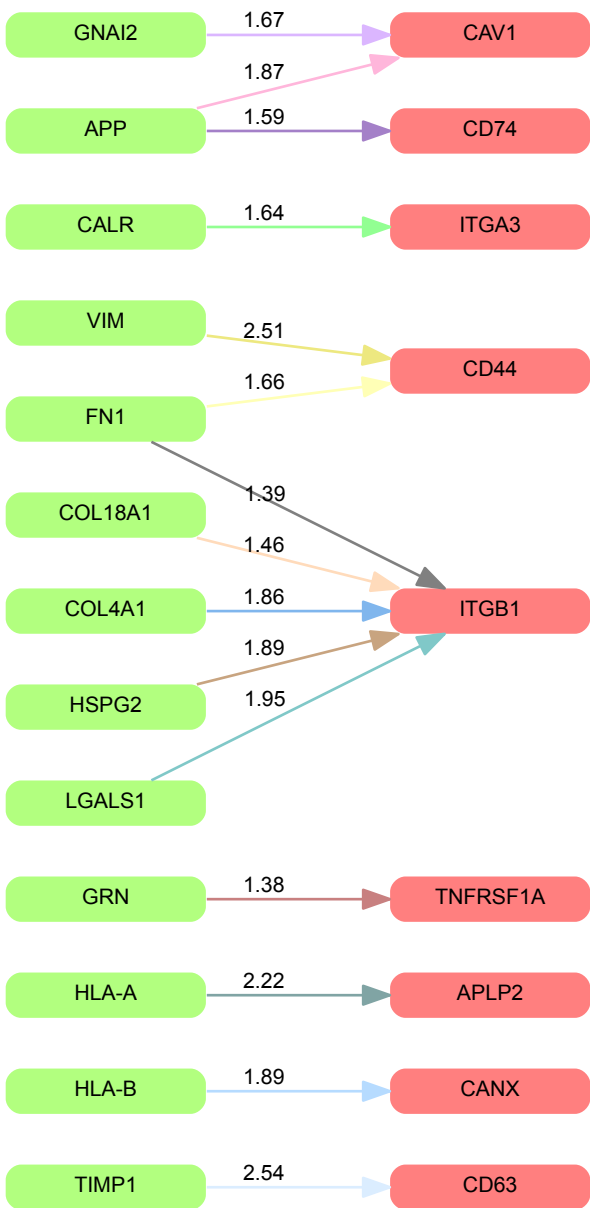 GNAI2 1.67 CAV1
1.87
APP 1.59 CD74
CALR 1.64 ITGA3
VIM 2.51
CD44
1.66
FN1
1.39
COL18A1
1.46
COL4A1 1.86 ITGB1
1.89
HSPG2
1.95
LGALS1
GRN 1.38 TNFRSF1A
HLA-A 2.22 APLP2
HLA-B 1.89 CANX
TIMP1 2.54 CD63